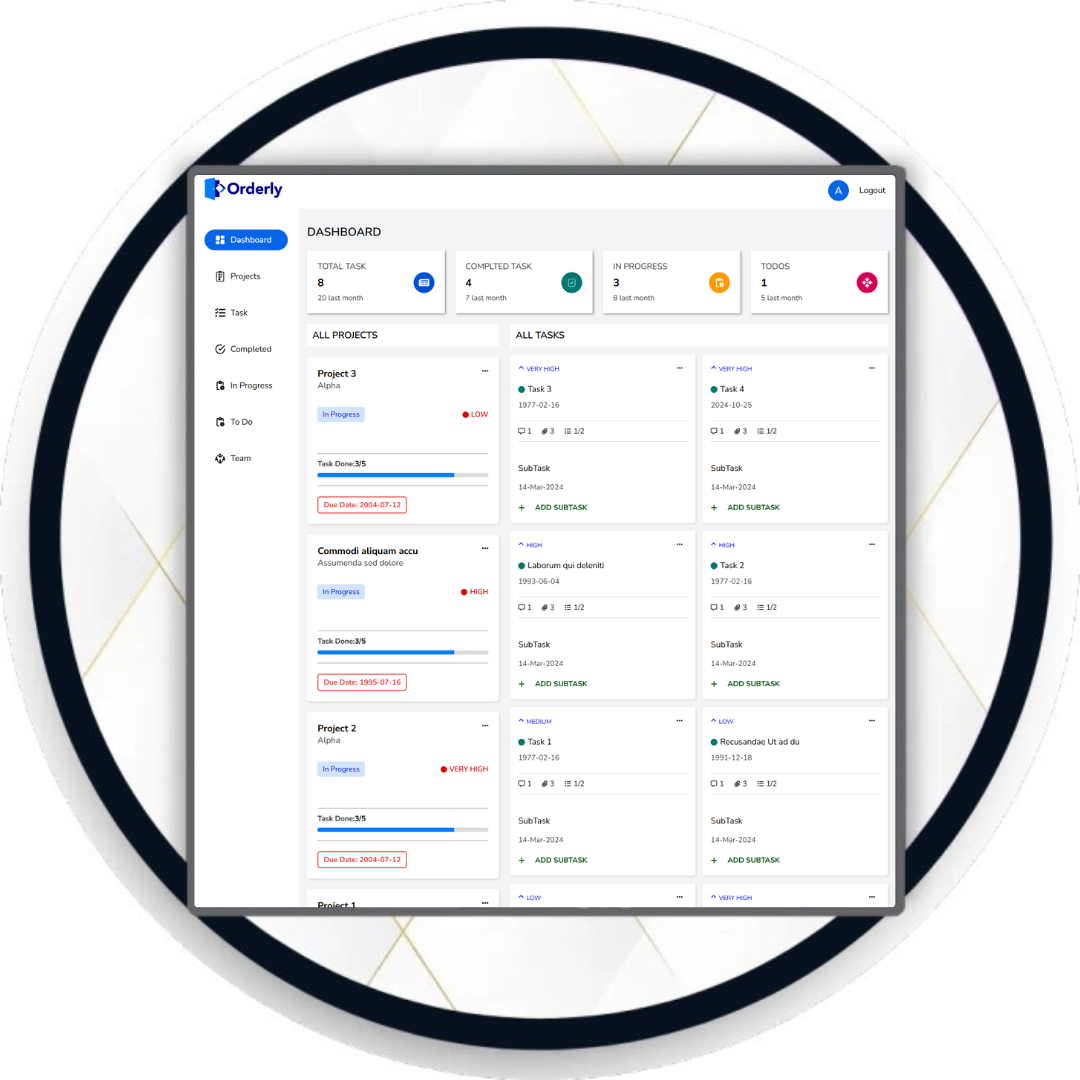 Orderly
A
Logout
Dashboard
Projects
Task
Completed
In Progress
To Do
Team
DASHBOARD
TOTAL TASK
8
20 last month
COMPLTED TASK
4
7 last month
IN PROGRESS
3
8 last month
TODOS
1
5 last month
ALL PROJECTS
Project 3
Alpha
In Progress
LOW
Task Done:3/5
Due Date: 2004-07-12
Commodi aliquam accu
Assumenda sed dolore
In Progress
HIGH
Task Done:3/5
Due Date: 1995-07-16
Project 2
Alpha
In Progress
VERY HIGH
Task Done:3/5
Due Date: 2004-07-12
Project 1
ALL TASKS
VERY HIGH
Task 3
1977-02-16
1 3 1/2
SubTask
14-Mar-2024
+ ADD SUBTASK
VERY HIGH
Task 4
2024-10-25
1 3 1/2
SubTask
14-Mar-2024
+ ADD SUBTASK
HIGH
Laborum qui deleniti
1993-06-04
1 3 1/2
SubTask
14-Mar-2024
+ ADD SUBTASK
HIGH
Task 2
1977-02-16
1 3 1/2
SubTask
14-Mar-2024
+ ADD SUBTASK
MEDIUM
Task 1
1977-02-16
1 3 1/2
SubTask
14-Mar-2024
+ ADD SUBTASK
LOW
Recusandae Ut ad du
1991-12-18
1 3 1/2
SubTask
14-Mar-2024
+ ADD SUBTASK
LOW
VERY HIGH